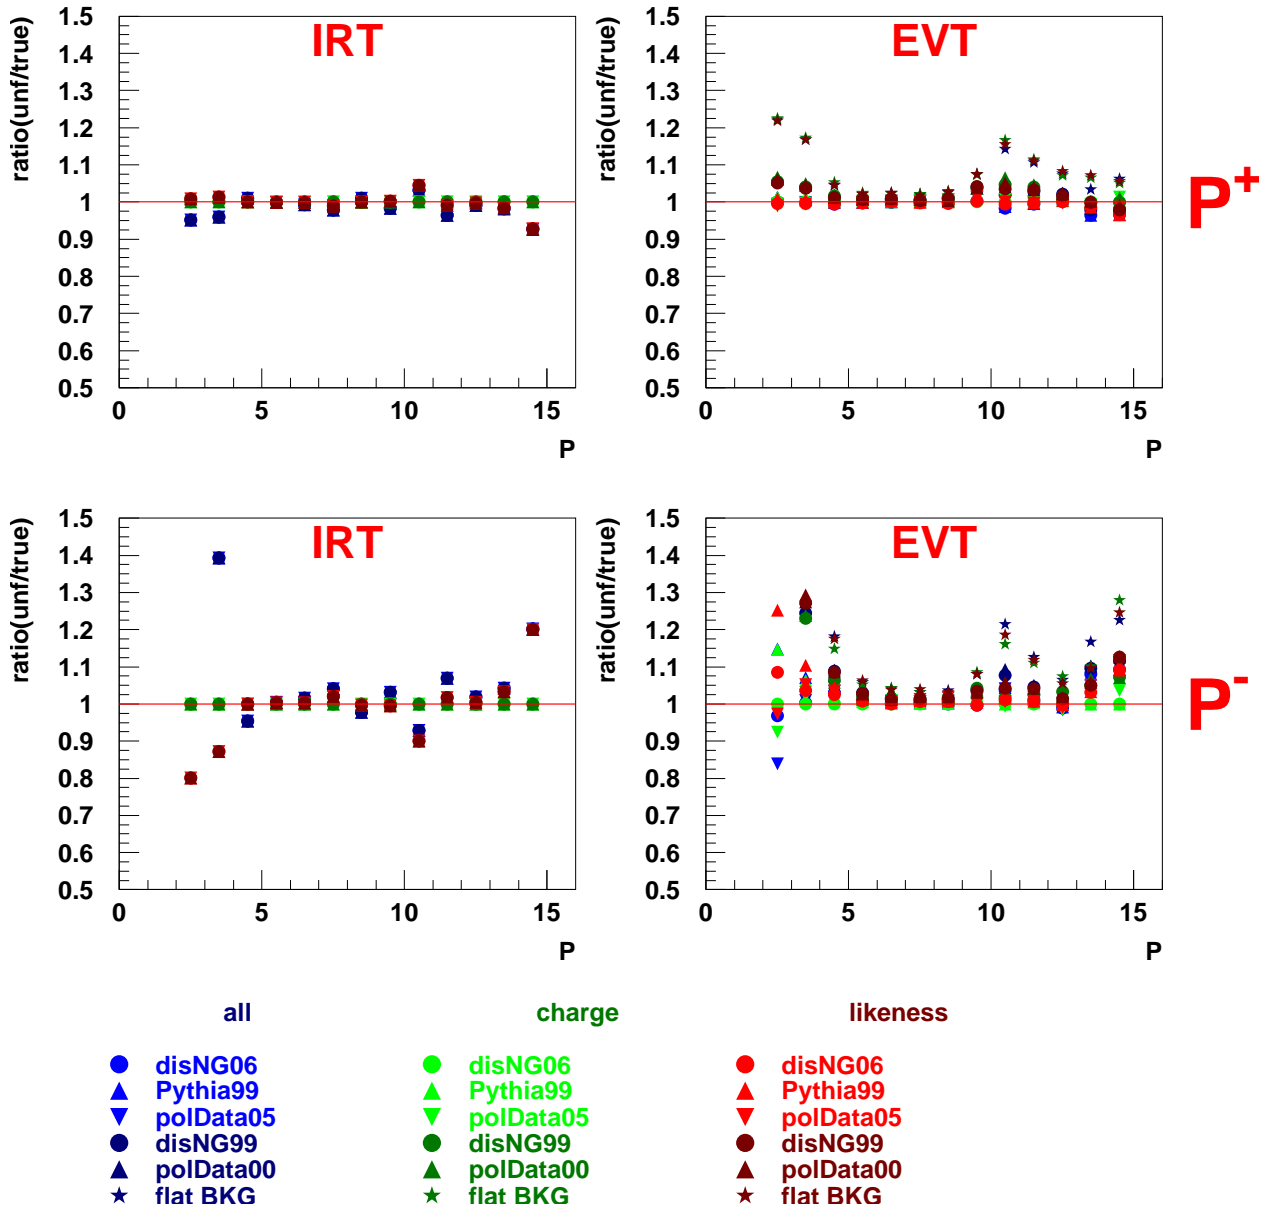 IRT
EVT
ratio(unf/true)
1.5
1.4
1.3
1.2
1.1
1
0.9
0.8
0.7
0.6
0.5
0 5 10 15
P
ratio(unf/true)
1.5
1.4
1.3
1.2
1.1
1
0.9
0.8
0.7
0.6
0.5
0 5 10 15
P
P+
IRT
EVT
ratio(unf/true)
1.5
1.4
1.3
1.2
1.1
1
0.9
0.8
0.7
0.6
0.5
0 5 10 15
P
ratio(unf/true)
1.5
1.4
1.3
1.2
1.1
1
0.9
0.8
0.7
0.6
0.5
0 5 10 15
P
P-
all
disNG06
Pythia99
polData05
disNG99
polData00
flat BKG
charge
disNG06
Pythia99
polData05
disNG99
polData00
flat BKG
likeness
disNG06
Pythia99
polData05
disNG99
polData00
flat BKG